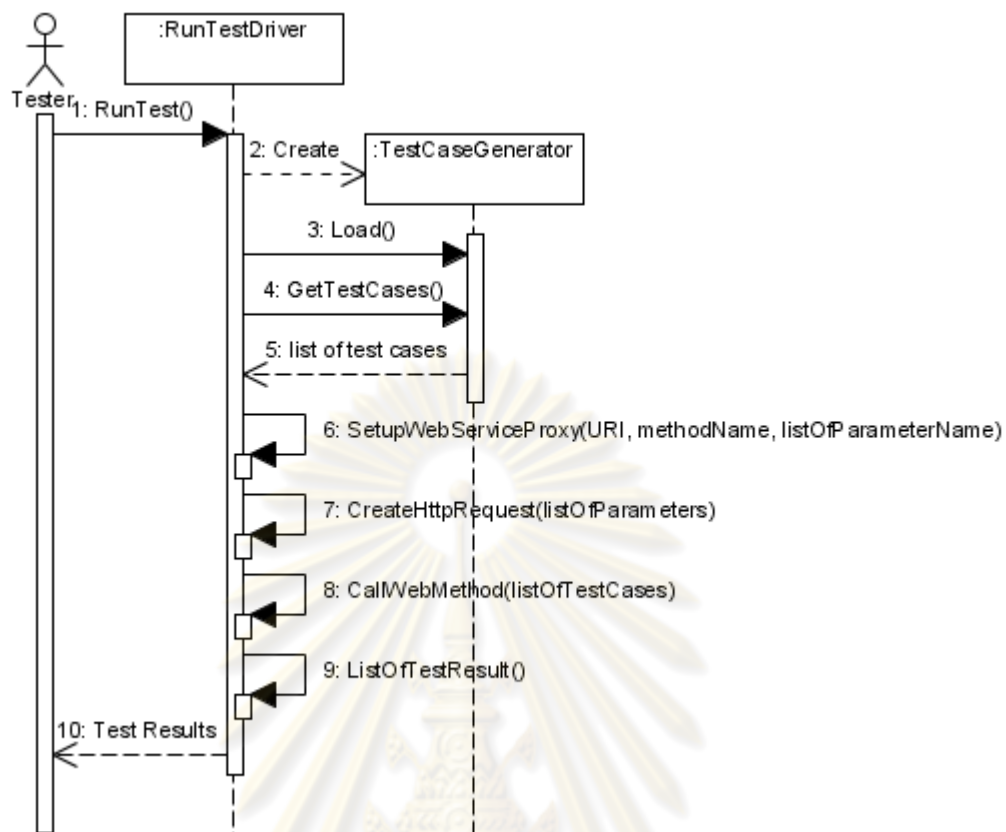 :RunTestDriver
Tester
1: RunTest()
2: Create
:TestCaseGenerator
3: Load()
4: GetTestCases()
5: list of test cases
6: SetupWebServiceProxy(URI, methodName, listOfParameterName)
7: CreateHttpRequest(listOfParameters)
8: CallWebMethod(listOfTestCases)
9: ListOfTestResult()
10: Test Results